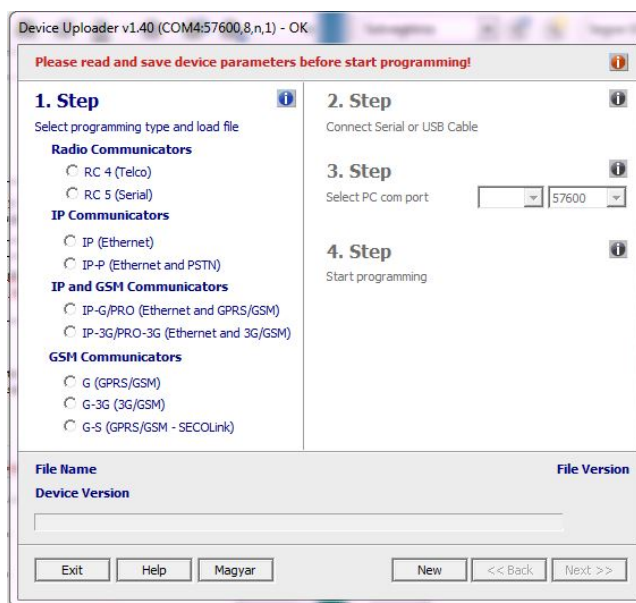 Device Uploader v1.40 (COM4:57600,8,n,1) - OK
Please read and save device parameters before start programming!
1. Step
Select programming type and load file
Radio Communicators
RC 4 (Telco)
RC 5 (Serial)
IP Communicators
IP (Ethernet)
IP-P (Ethernet and PSTN)
IP and GSM Communicators
IP-G/PRO (Ethernet and GPRS/GSM)
IP-3G/PRO-3G (Ethernet and 3G/GSM)
GSM Communicators
G (GPRS/GSM)
G-3G (3G/GSM)
G-S (GPRS/GSM - SECOLink)
2. Step
Connect Serial or USB Cable
3. Step
Select PC com port
57600
4. Step
Start programming
File Name
File Version
Device Version
Exit
Help
Magyar
New
<< Back
Next >>